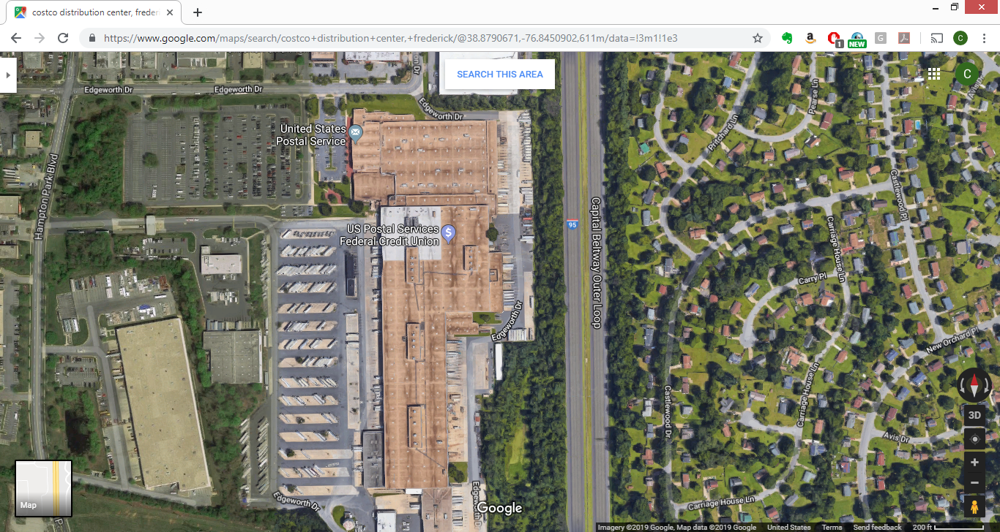 costco distribution center, freder
https://www.google.com/maps/search/costco+distribution+center,+frederick/@38.8790671,-76.8450902,611m/data=!3m1!1e3
1
NEW
G
C
SEARCH THIS AREA
C
Edgeworth Dr
Edgeworth Dr
Edgeworth Dr
United States
Postal Service
Hampton Park Blvd
US Postal Services
Federal Credit Union
$
Edgeworth Dr
95
Capital Beltway Outer Loop
Pearse Ln
Pritchard Ln
Avis Dr
Castlewood Pl
Carriage House Ln
Carry Pl
New Orchard Pl
Carriage House Ln
Castlewood Dr
Avis Dr
Carriage House Ln
Edgeworth Dr
3D
Map
Google
Imagery ©2019 Google, Map data ©2019 Google
United States
Terms
Send feedback
200 ft